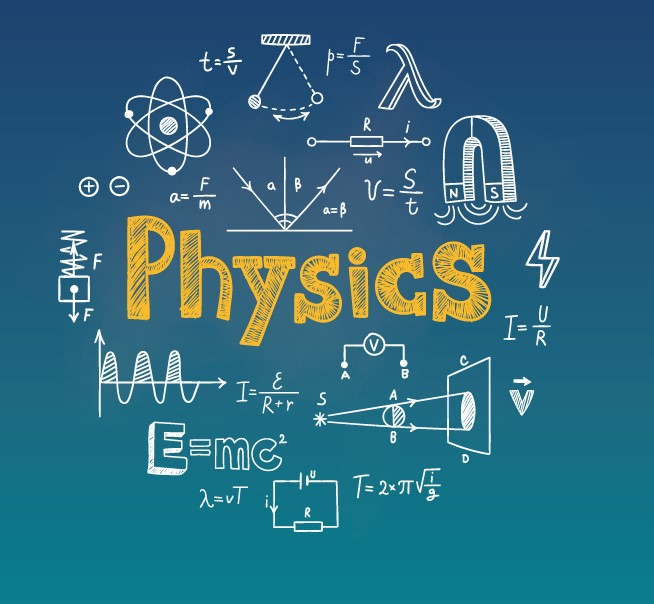 t=s/v
p=F/S
λ
R i
u
⊕ ⊖
a=F/m
a β
a=β
V=S/t
N S
F
Physics
F
I=U/R
V
A B
I=ℰ/R+r
S
A
B
C
D
v
E=mc²
λ=vT
i U
R
T=2×π√i/g